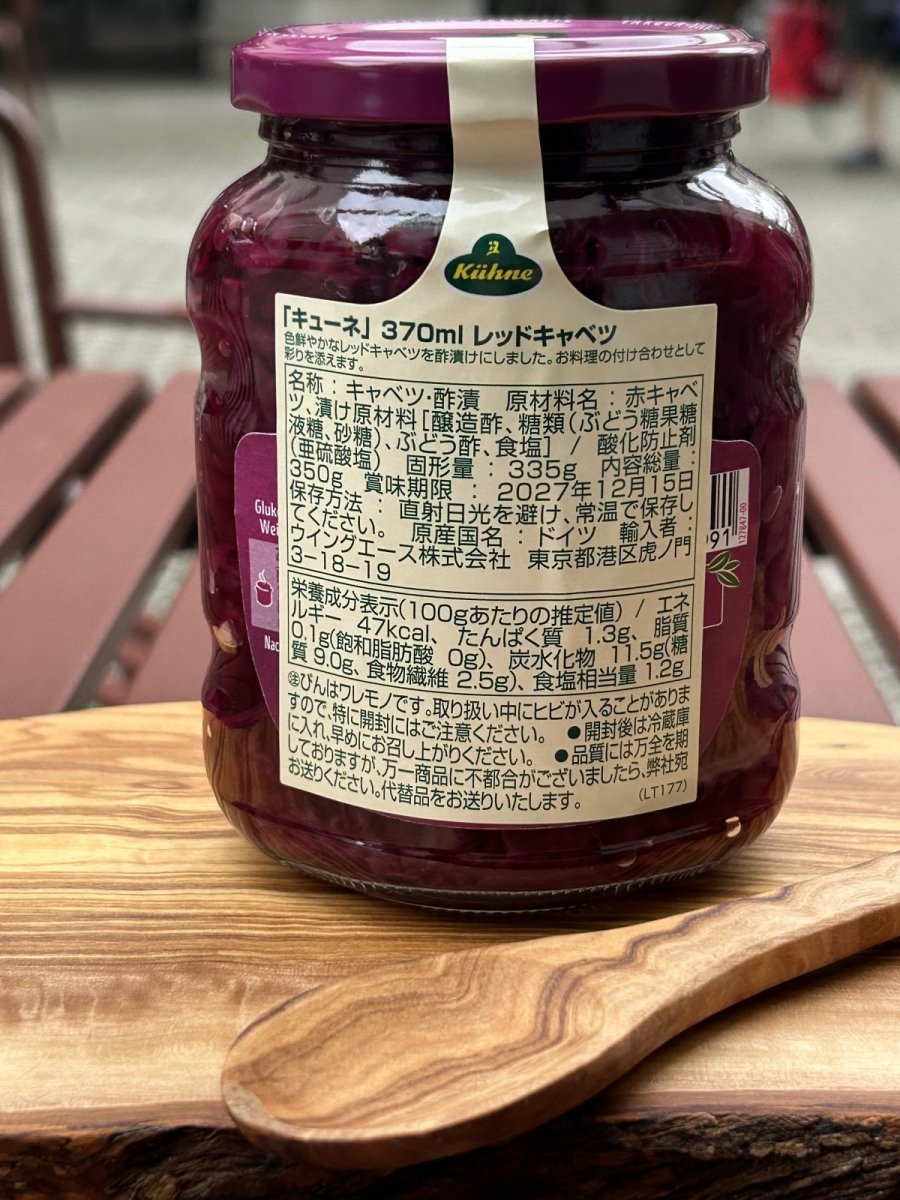 Kühne
「キューネ」 370ml レッドキャベツ
色鮮やかなレッドキャベツを酢漬けにしました。お料理の付け合わせとして
彩りを添えます。
名称 : キャベツ・酢漬 原材料名 : 赤キャベ
ツ、漬け原材料[醸造酢、糖類(ぶどう糖果糖
液糖、砂糖)、ぶどう酢、食塩] / 酸化防止剤
(亜硫酸塩) 固形量 : 335g 内容総量 :
350g 賞味期限 : 2027年12月15日
保存方法 : 直射日光を避け、常温で保存し
てください。 原産国名 : ドイツ 輸入者 :
ウイングエース株式会社 東京都港区虎ノ門
3-18-19
栄養成分表示(100gあたりの推定値) / エネ
ルギー 47kcal、たんぱく質 1.3g、脂質
0.1g(飽和脂肪酸 0g)、炭水化物 11.5g(糖
質 9.0g、食物繊維 2.5g)、食塩相当量 1.2g
㊟びんはワレモノです。取り扱い中にヒビが入ることがありま
すので、特に開封にはご注意ください。 ●開封後は冷蔵庫
に入れ、早めにお召し上がりください。 ●品質には万全を期
しておりますが、万一商品に不都合がございましたら、弊社宛
お送りください。代替品をお送りいたします。 (LT177)
Gluk
Wei
Nac
91
127847-00